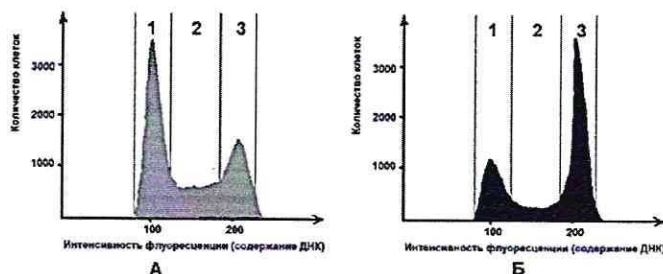 1 2 3
Количество клеток
3000
2000
1000
100 200
Интенсивность флуоресценции (содержание ДНК)
А
1 2 3
Количество клеток
3000
2000
1000
100 200
Интенсивность флуоресценции (содержание ДНК)
Б